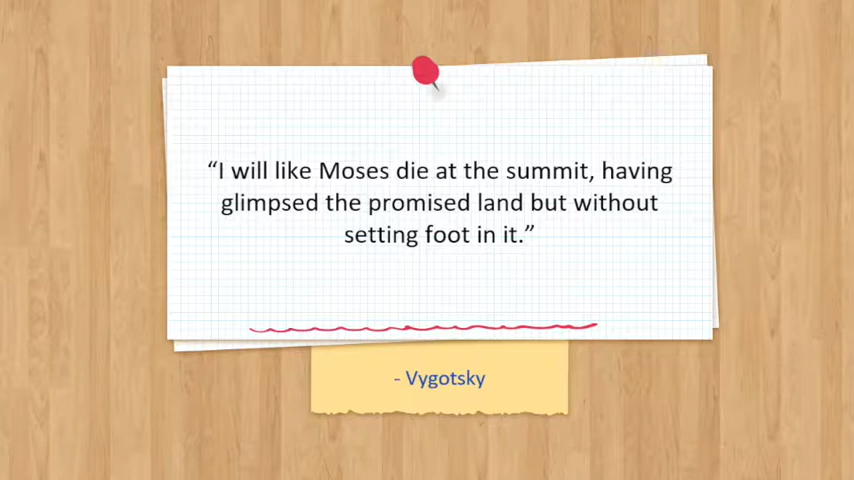 “I will like Moses die at the summit, having
glimpsed the promised land but without
setting foot in it.”
- Vygotsky